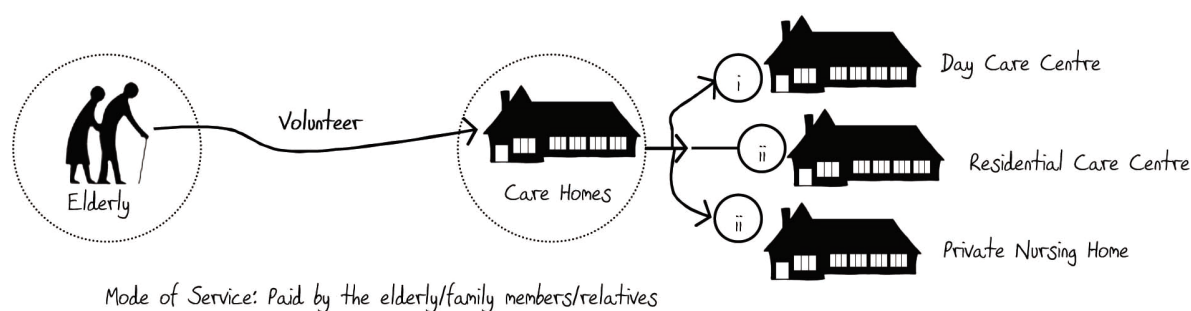 Elderly
Volunteer
Care Homes
i
Day Care Centre
ii
Residential Care Centre
ii
Private Nursing Home
Mode of Service: Paid by the elderly/family members/relatives